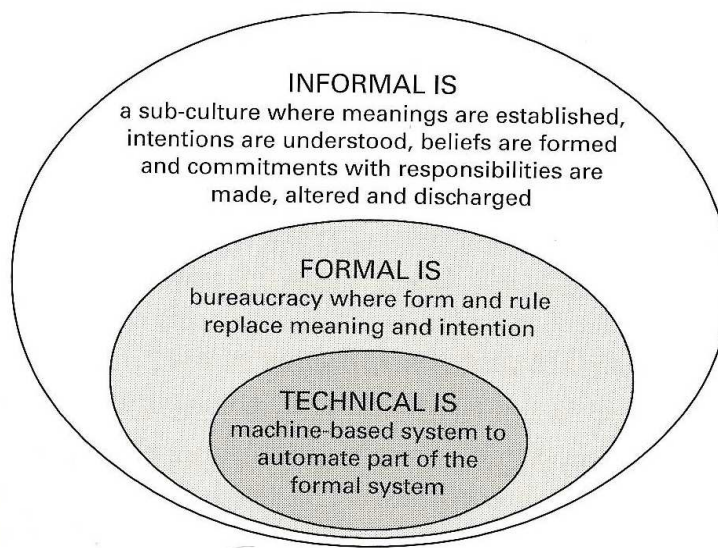 INFORMAL IS
a sub-culture where meanings are established,
intentions are understood, beliefs are formed
and commitments with responsibilities are
made, altered and discharged
FORMAL IS
bureaucracy where form and rule
replace meaning and intention
TECHNICAL IS
machine-based system to
automate part of the
formal system